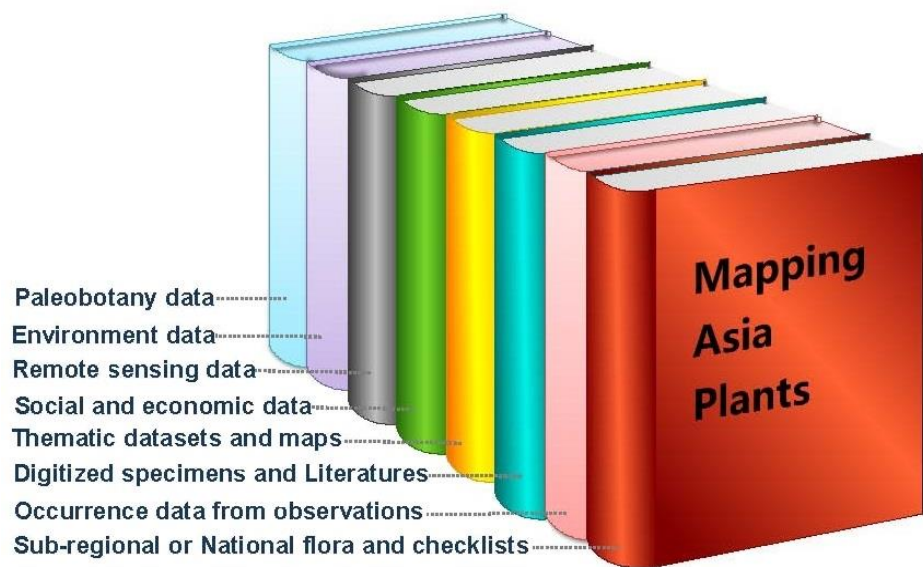 Mapping
Asia
Plants
Paleobotany data
Environment data
Remote sensing data
Social and economic data
Thematic datasets and maps
Digitized specimens and Literatures
Occurrence data from observations
Sub-regional or National flora and checklists